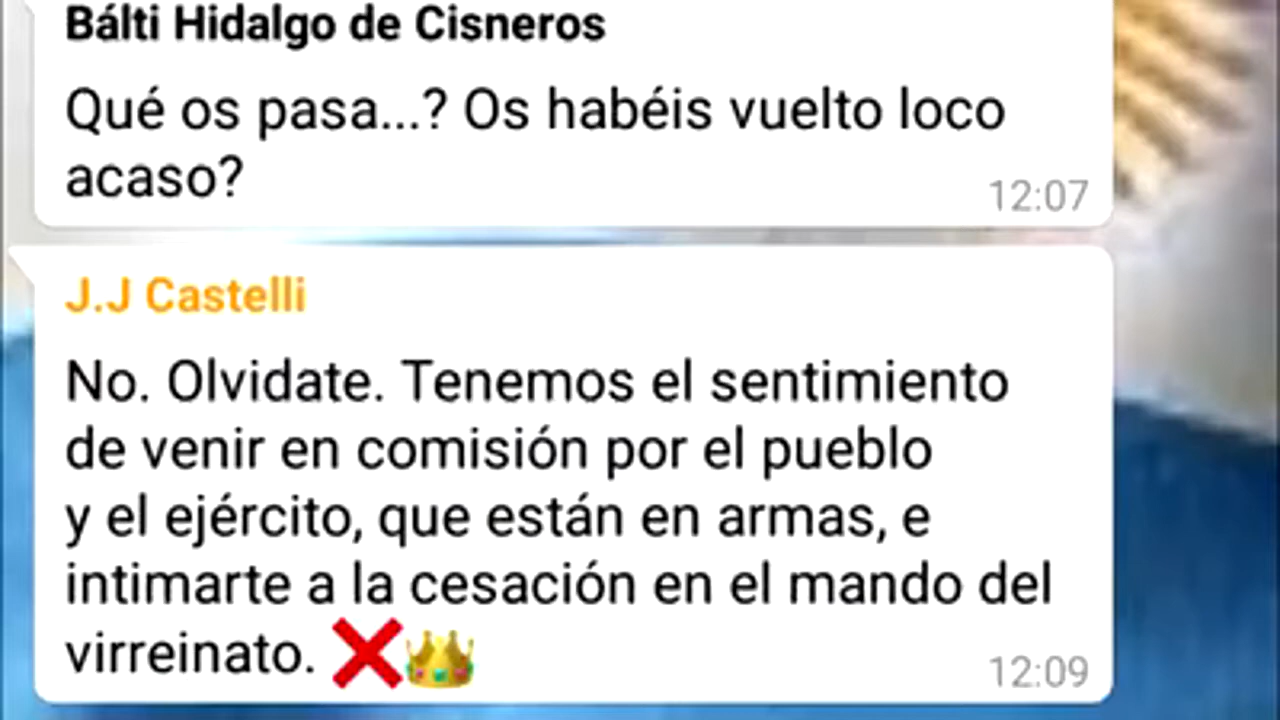 Bálti Hidalgo de Cisneros
Qué os pasa...? Os habéis vuelto loco
acaso?
12:07
J.J Castelli
No. Olvidate. Tenemos el sentimiento
de venir en comisión por el pueblo
y el ejército, que están en armas, e
intimarte a la cesación en el mando del
virreinato. ❌👑
12:09